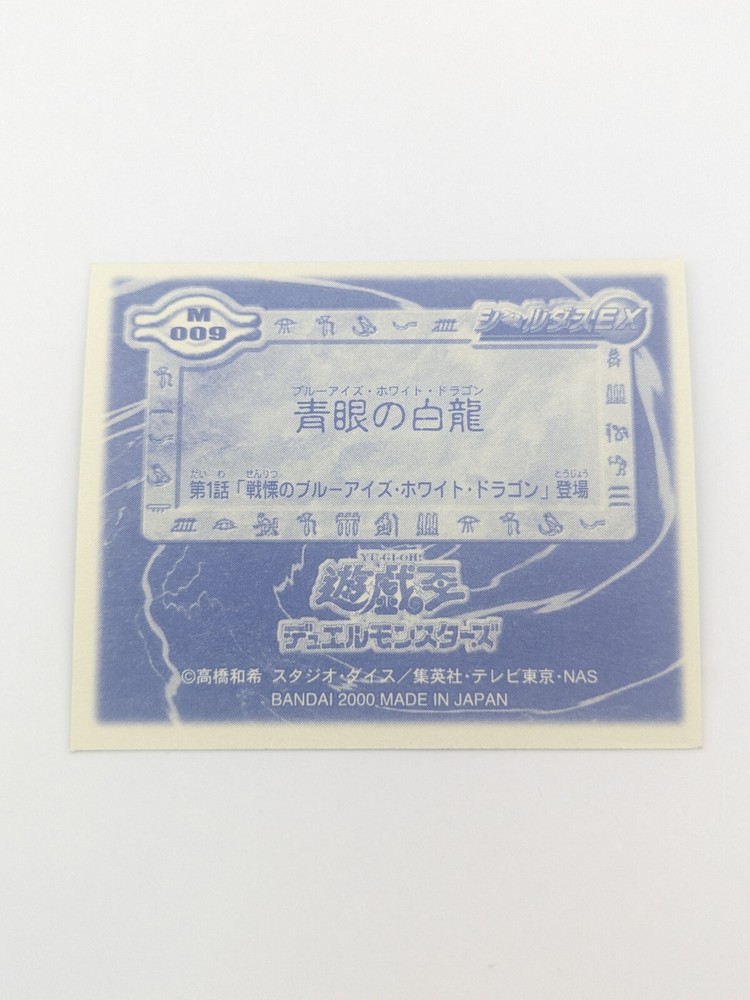 M
009
シールダスEX
ブルーアイズ・ホワイト・ドラゴン
青眼の白龍
だい わ せんりつ とうじょう
第1話「戦慄のブルーアイズ・ホワイト・ドラゴン」登場
YU-GI-OH!
遊戯王
デュエルモンスターズ
©高橋和希 スタジオ・ダイス／集英社・テレビ東京・NAS
BANDAI 2000 MADE IN JAPAN